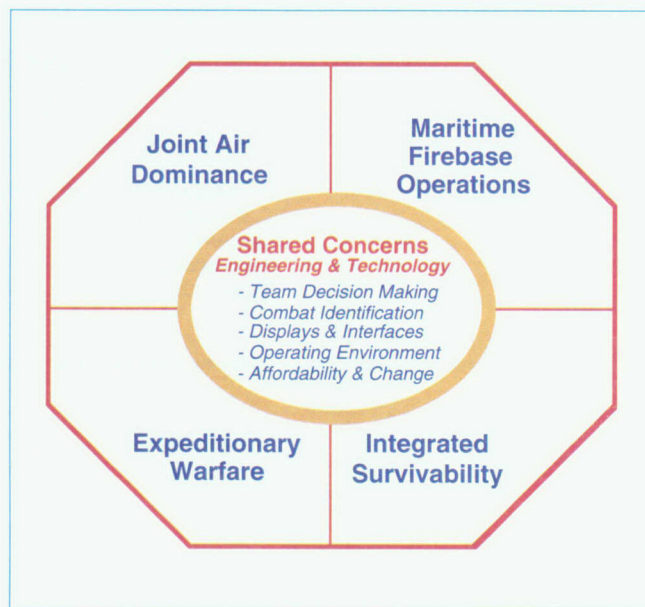 Joint Air
Dominance
Maritime
Firebase
Operations
Shared Concerns
Engineering & Technology
- Team Decision Making
- Combat Identification
- Displays & Interfaces
- Operating Environment
- Affordability & Change
Expeditionary
Warfare
Integrated
Survivability